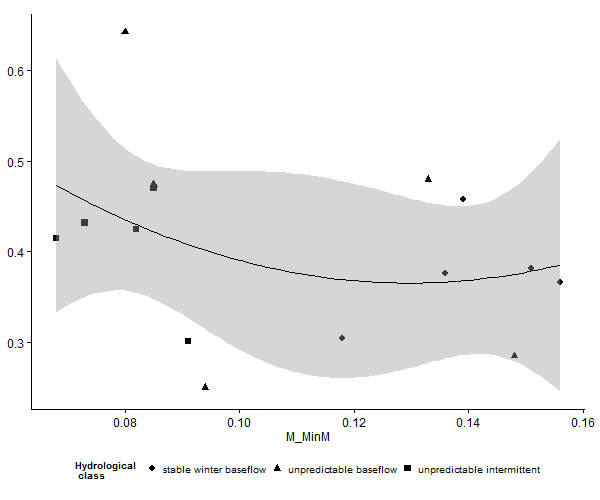 0.6
0.5
0.4
0.3
0.08 0.10 0.12 0.14 0.16
M_MinM
Hydrological
class
stable winter baseflow unpredictable baseflow unpredictable intermittent